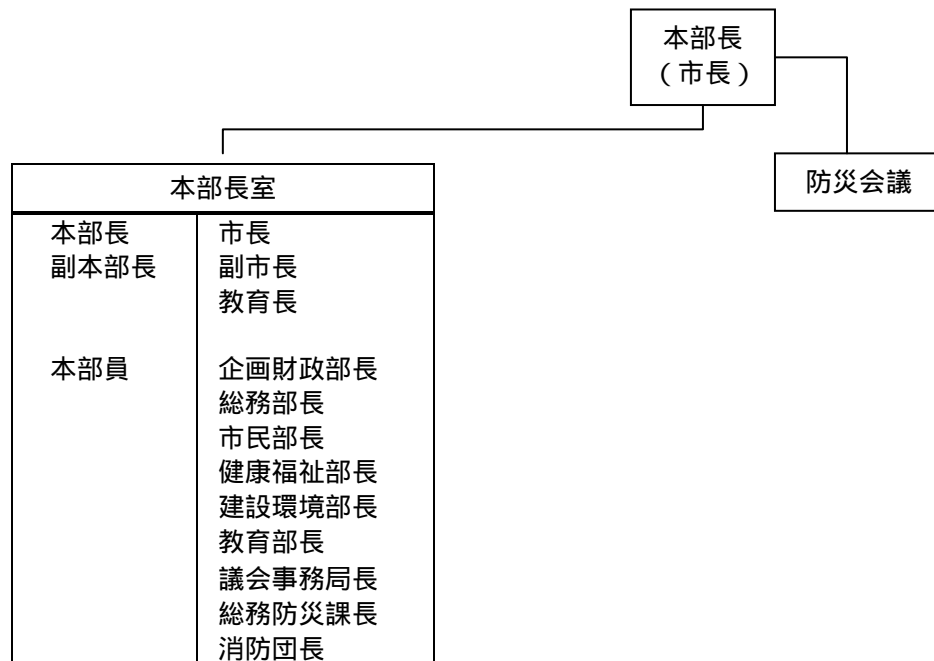 本部長
(市長)
防災会議
本部長室
本部長 市長
副本部長 副市長
教育長
本部員 企画財政部長
総務部長
市民部長
健康福祉部長
建設環境部長
教育部長
議会事務局長
総務防災課長
消防団長